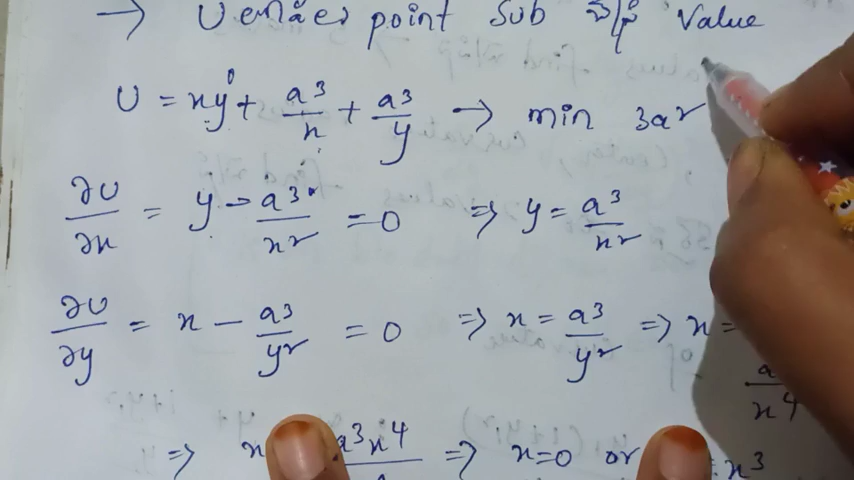 → U point Sub Value
U = xy + a³/x + a³/y → min 3a²
∂U/∂x = y - a³/x² = 0 ⇒ y = a³/x²
∂U/∂y = x - a³/y² = 0 ⇒ x = a³/y² ⇒ x =
x⁴
⇒ x a³x⁴ ⇒ x=0 or = x³